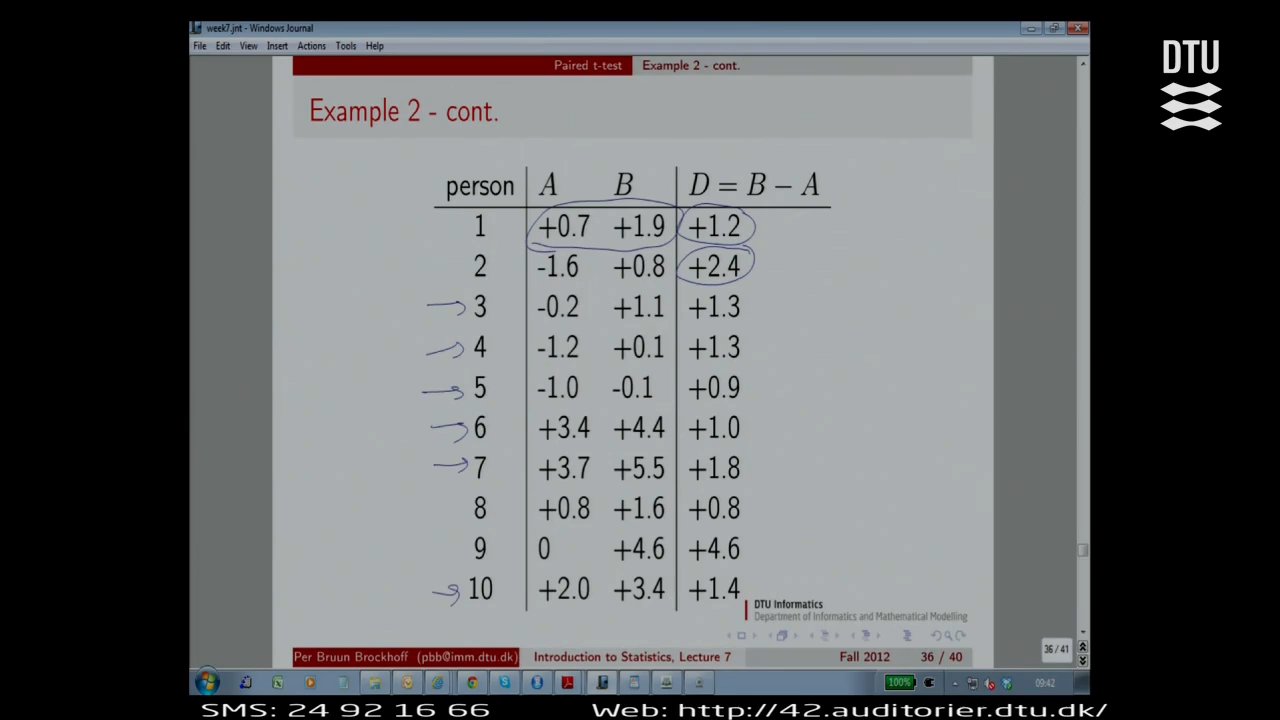 week7.jnt - Windows Journal
File Edit View Insert Actions Tools Help
DTU
Paired t-test Example 2 - cont.
Example 2 - cont.
person A B D = B − A
1 +0.7 +1.9 +1.2
2 -1.6 +0.8 +2.4
3 -0.2 +1.1 +1.3
4 -1.2 +0.1 +1.3
5 -1.0 -0.1 +0.9
6 +3.4 +4.4 +1.0
7 +3.7 +5.5 +1.8
8 +0.8 +1.6 +0.8
9 0 +4.6 +4.6
10 +2.0 +3.4 +1.4
DTU Informatics
Department of Informatics and Mathematical Modelling
36 / 41
Per Bruun Brockhoff (pbb@imm.dtu.dk) Introduction to Statistics, Lecture 7 Fall 2012 36 / 40
100% 09:42
SMS: 24 92 16 66 Web: http://42.auditorier.dtu.dk/